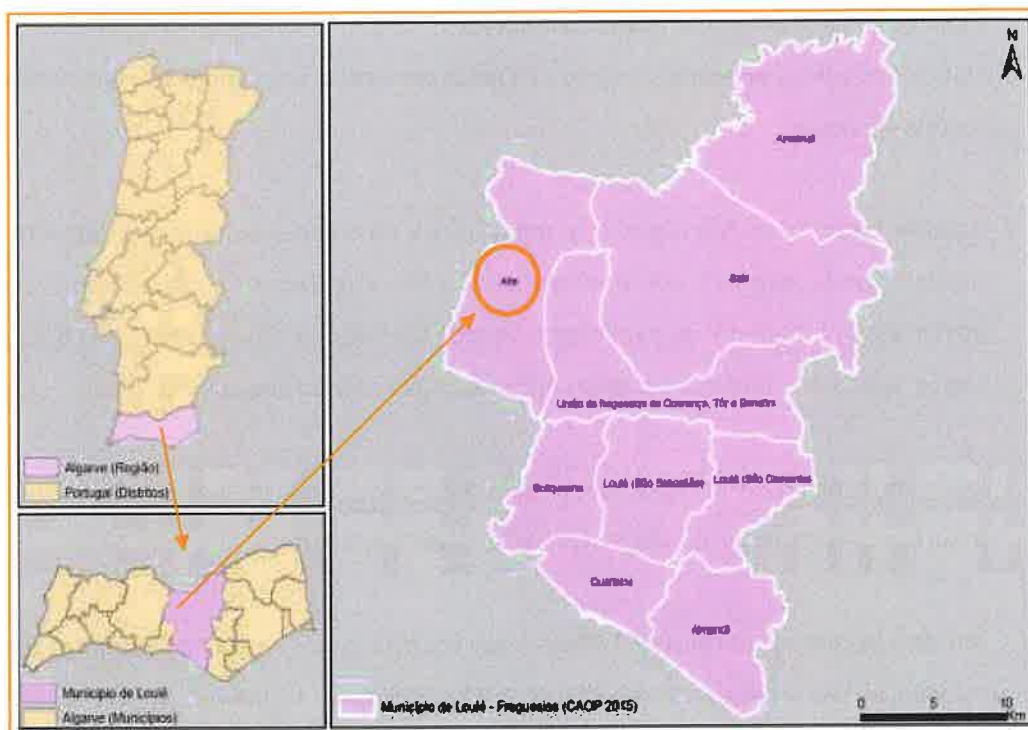 Algarve (Região)
Portugal (Distritos)
Município de Loulé
Algarve (Municípios)
N
Ameixial
Salir
Alte
União de freguesias de Querença, Tôr e Benafim
Boliqueime
Loulé (São Sebastião)
Loulé (São Clemente)
Quarteira
Almancil
Município de Loulé - Freguesias (CAOP 2015)
0
5
10
Km